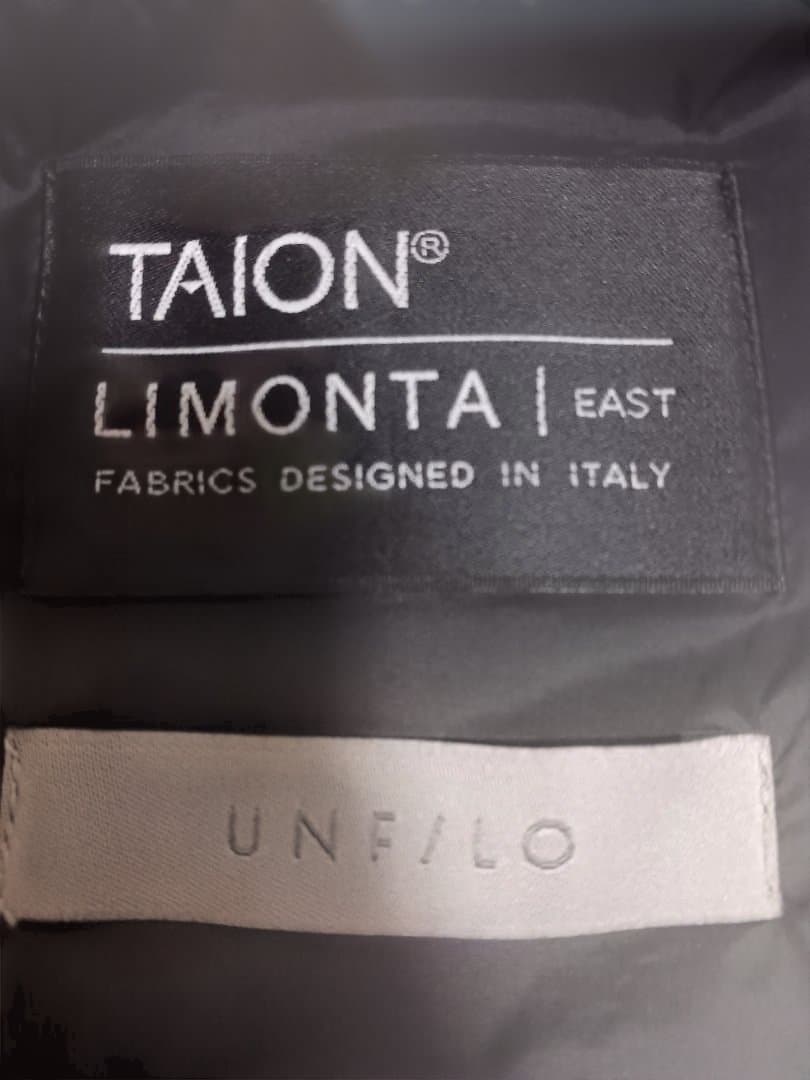 TAION®
LIMONTA | EAST
FABRICS DESIGNED IN ITALY
UNF/LO